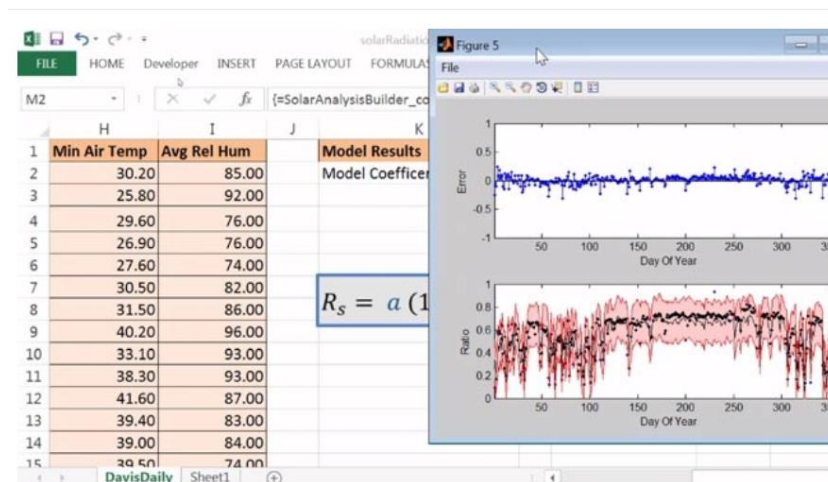 solarRadiatio
Figure 5
FILE HOME Developer INSERT PAGE LAYOUT FORMULAS
File
M2 fx {=SolarAnalysisBuilder_co
H I J K
1 Min Air Temp Avg Rel Hum Model Results
2 30.20 85.00 Model Coefficer
3 25.80 92.00
4 29.60 76.00
5 26.90 76.00
6 27.60 74.00
7 30.50 82.00
8 31.50 86.00
9 40.20 96.00
10 33.10 93.00
11 38.30 93.00
12 41.60 87.00
13 39.40 83.00
14 39.00 84.00
15 39.50 74.00
Rs = a (1
1
0.5
0
-0.5
-1
Error
50 100 150 200 250 300 3
Day Of Year
1
0.8
0.6
0.4
0.2
0
Ratio
50 100 150 200 250 300 3
Day Of Year
DavisDaily Sheet1